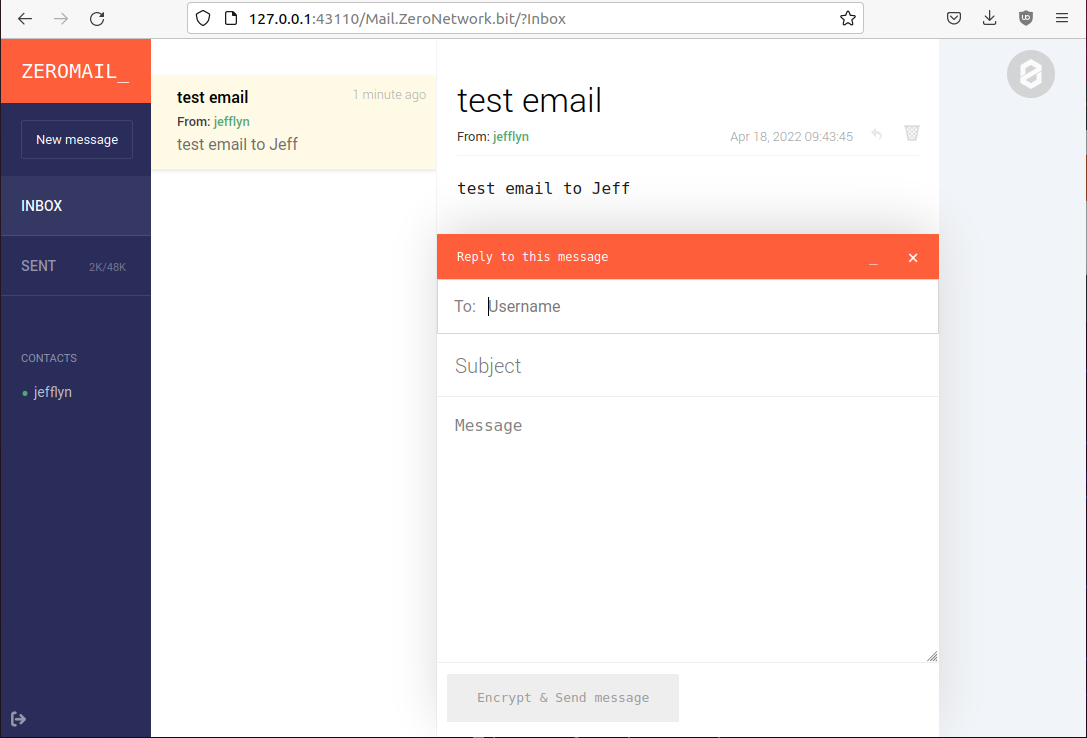 127.0.0.1:43110/Mail.ZeroNetwork.bit/?Inbox
ZEROMAIL_
New message
INBOX
SENT 2K/48K
CONTACTS
jefflyn
test email 1 minute ago
From: jefflyn
test email to Jeff
test email
From: jefflyn Apr 18, 2022 09:43:45
test email to Jeff
Reply to this message _ ×
To: Username
Subject
Message
Encrypt & Send message